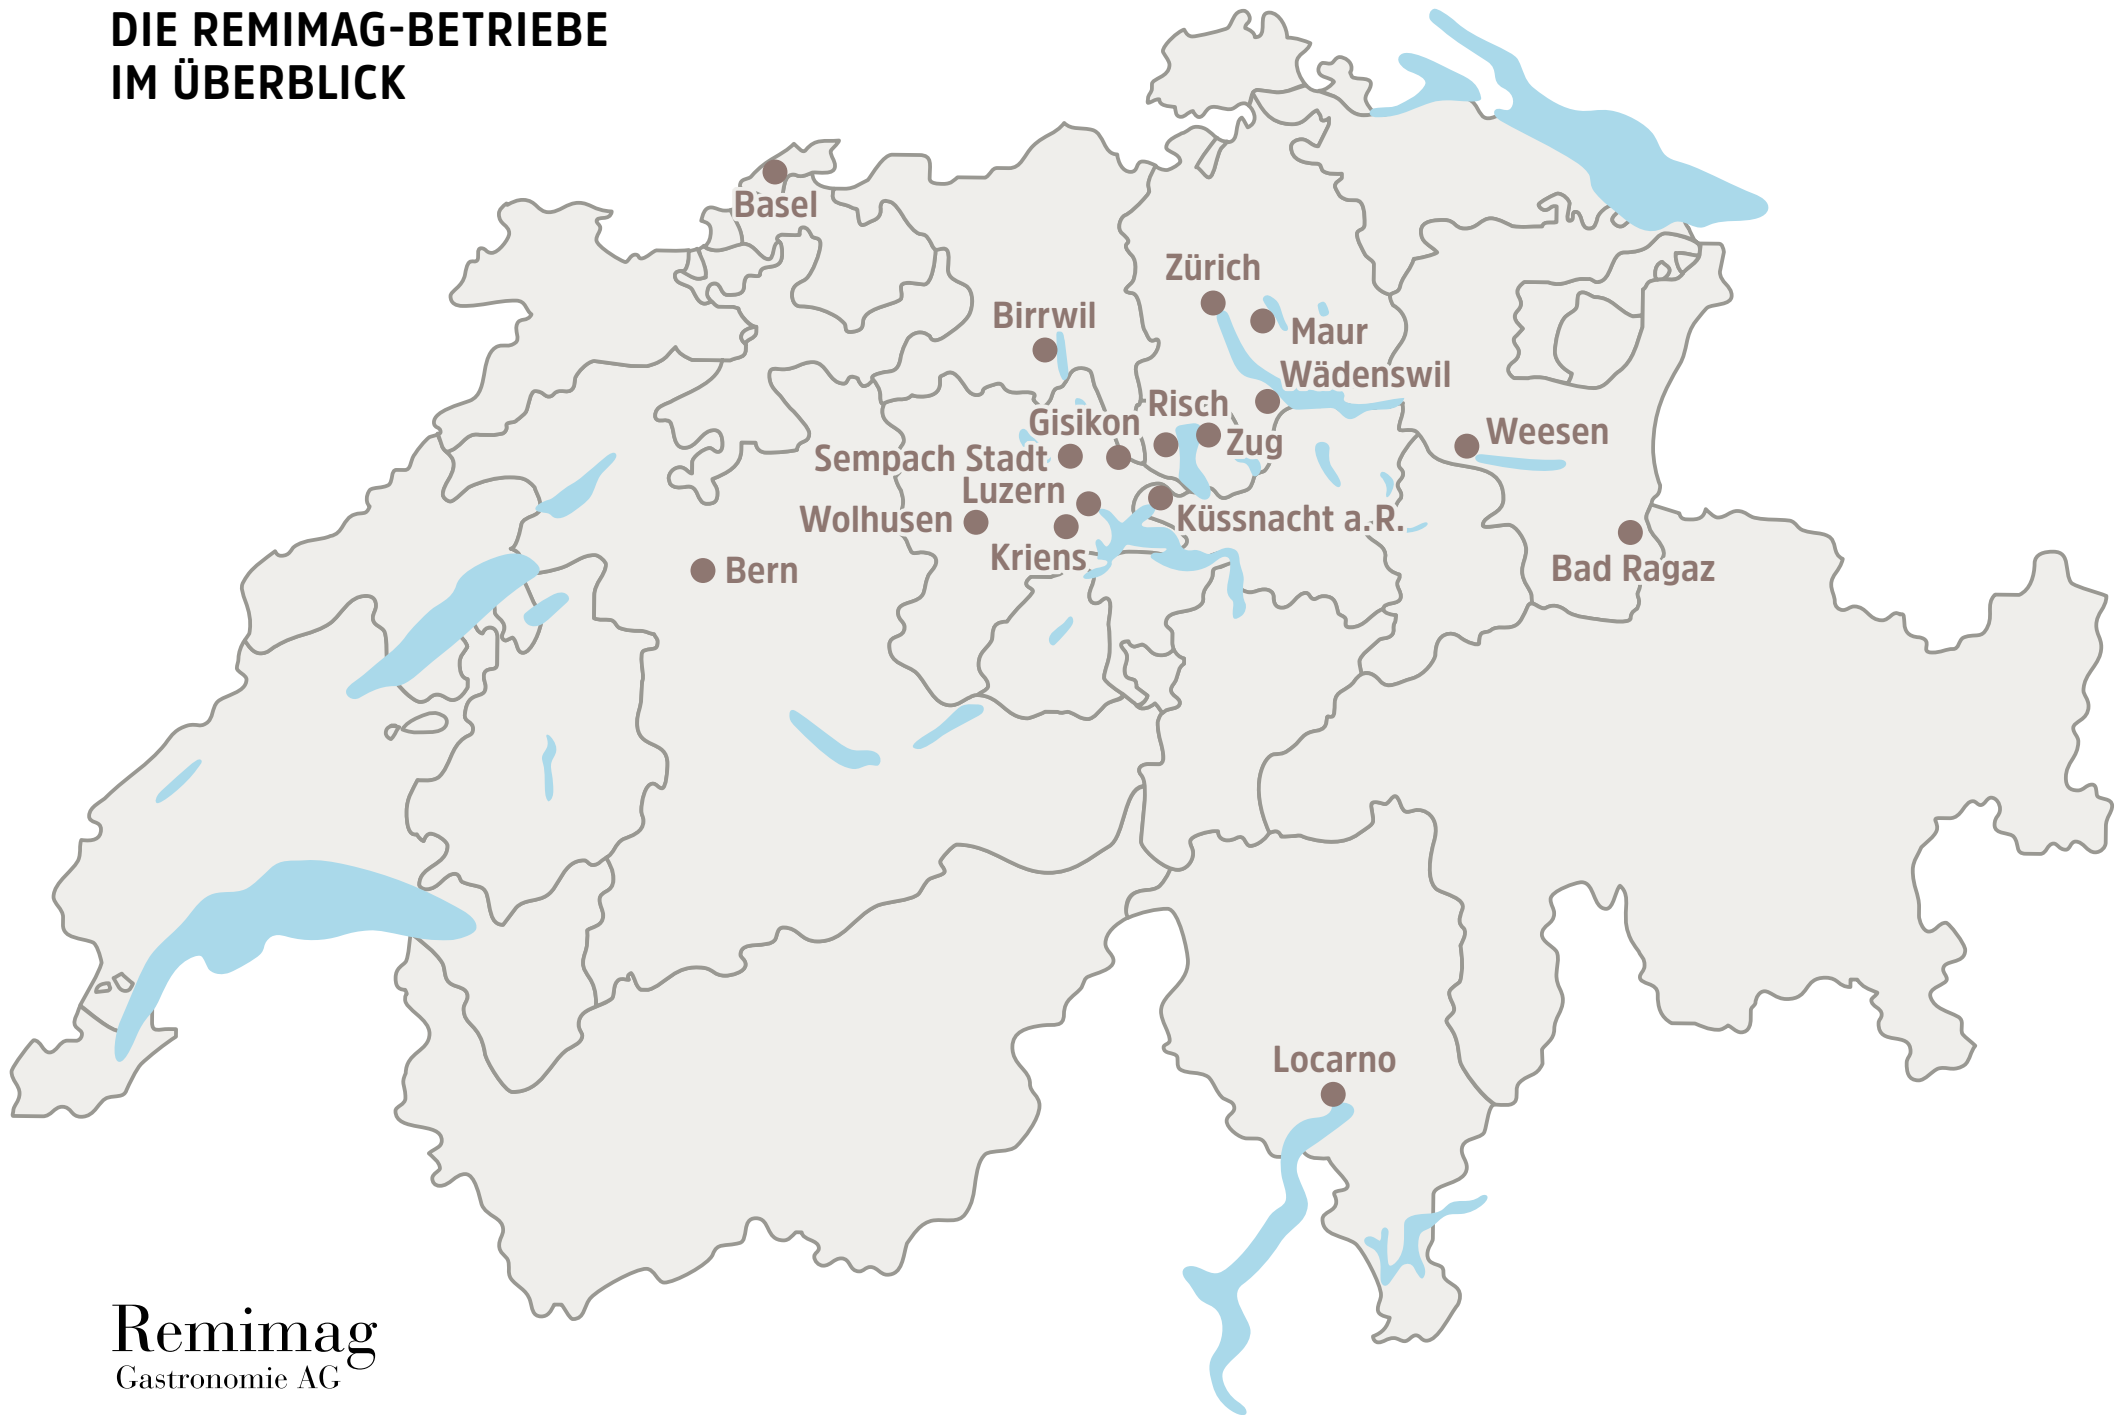 DIE REMIMAG-BETRIEBE
IM ÜBERBLICK
Basel
Zürich
Birrwil
Maur
Wädenswil
Risch
Gisikon
Zug
Weesen
Sempach Stadt
Luzern
Wolhusen
Küssnacht a.R.
Kriens
Bern
Bad Ragaz
Locarno
Remimag
Gastronomie AG